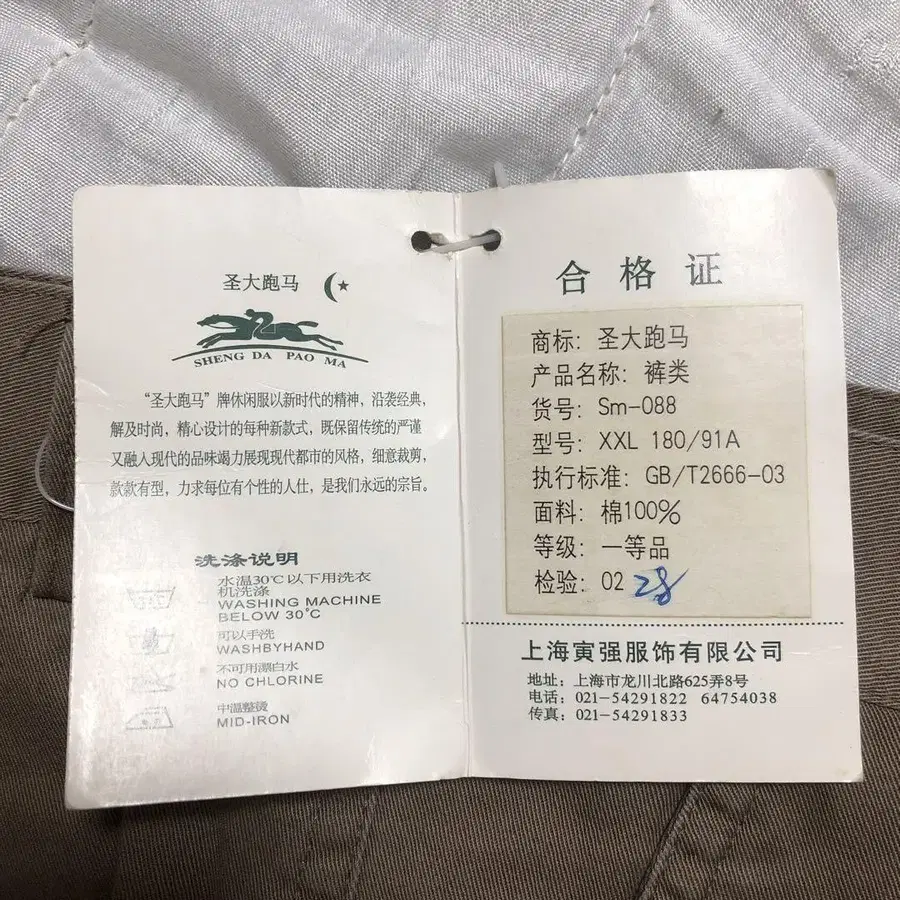 圣大跑马
SHENG DA PAO MA
“圣大跑马”牌休闲服以新时代的精神，沿袭经典，
解及时尚，精心设计的每种新款式，既保留传统的严谨
又融入现代的品味竭力展现现代都市的风格，细意裁剪，
款款有型，力求每位有个性的人仕，是我们永远的宗旨。
洗涤说明
水温30℃以下用洗衣
机洗涤
WASHING MACHINE
BELOW 30℃
可以手洗
WASHBYHAND
不可用漂白水
NO CHLORINE
中温整烫
MID-IRON
合格证
商标：圣大跑马
产品名称：裤类
货号：Sm-088
型号：XXL 180/91A
执行标准：GB/T2666-03
面料：棉100%
等级：一等品
检验：02 28
上海寅强服饰有限公司
地址：上海市龙川北路625弄8号
电话：021-54291822 64754038
传真：021-54291833